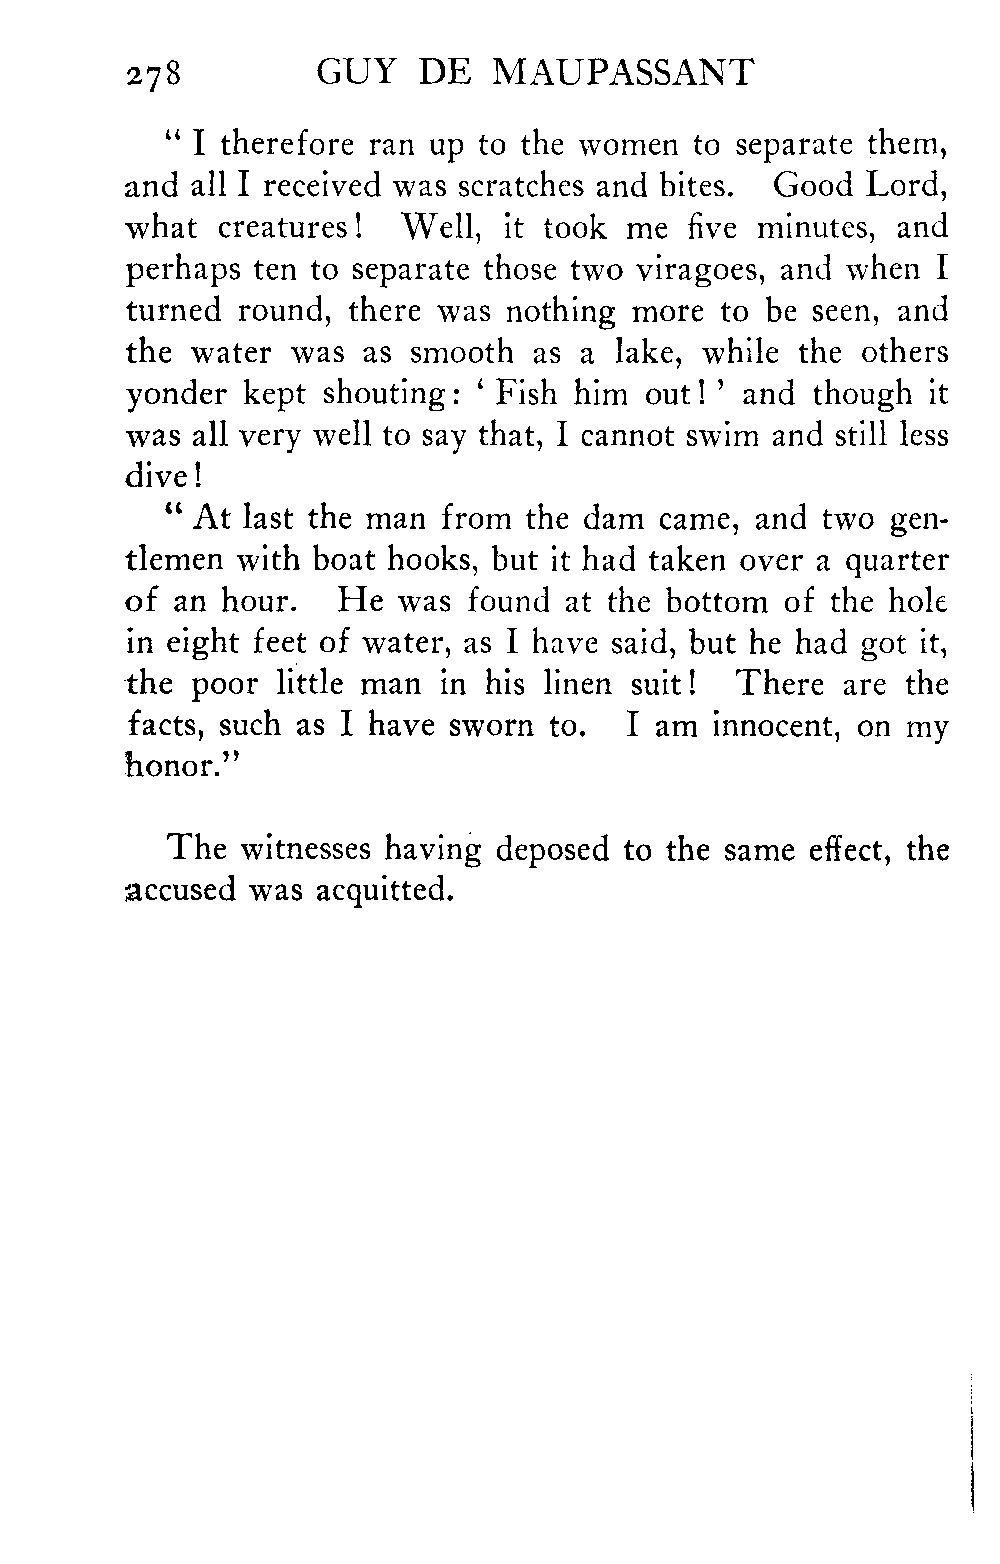 278 GUY DE MAUPASSANT
“ I therefore ran up to the women to separate them,
and all I received was scratches and bites. Good Lord,
what creatures! Well, it took me five minutes, and
perhaps ten to separate those two viragoes, and when I
turned round, there was nothing more to be seen, and
the water was as smooth as a lake, while the others
yonder kept shouting: ‘ Fish him out! ’ and though it
was all very well to say that, I cannot swim and still less
dive!
“ At last the man from the dam came, and two gen-
tlemen with boat hooks, but it had taken over a quarter
of an hour. He was found at the bottom of the hole
in eight feet of water, as I have said, but he had got it,
the poor little man in his linen suit! There are the
facts, such as I have sworn to. I am innocent, on my
honor.”
The witnesses having deposed to the same effect, the
accused was acquitted.